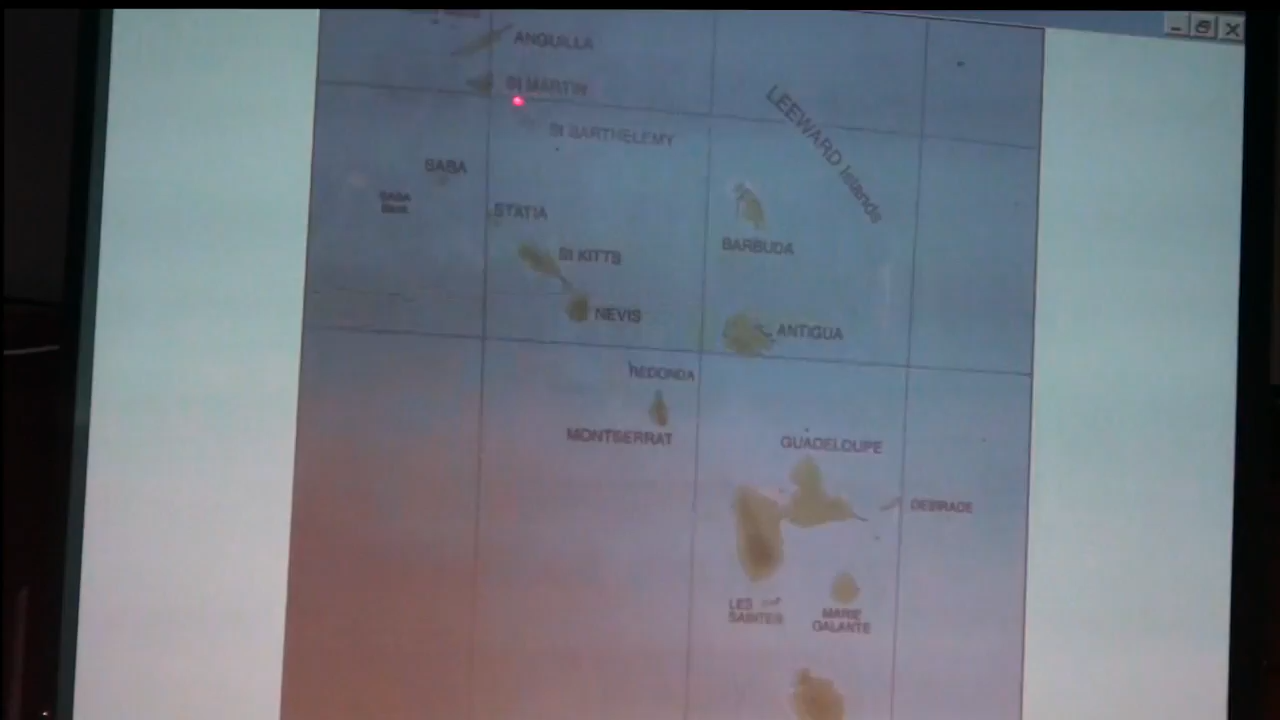 ANGUILLA
St MARTIN
St BARTHELEMY
LEEWARD Islands
SABA
SABA
STATIA
BARBUDA
St KITTS
NEVIS
ANTIGUA
REDONDA
MONTSERRAT
GUADELOUPE
DESIRADE
LES
SAINTES
MARIE
GALANTE